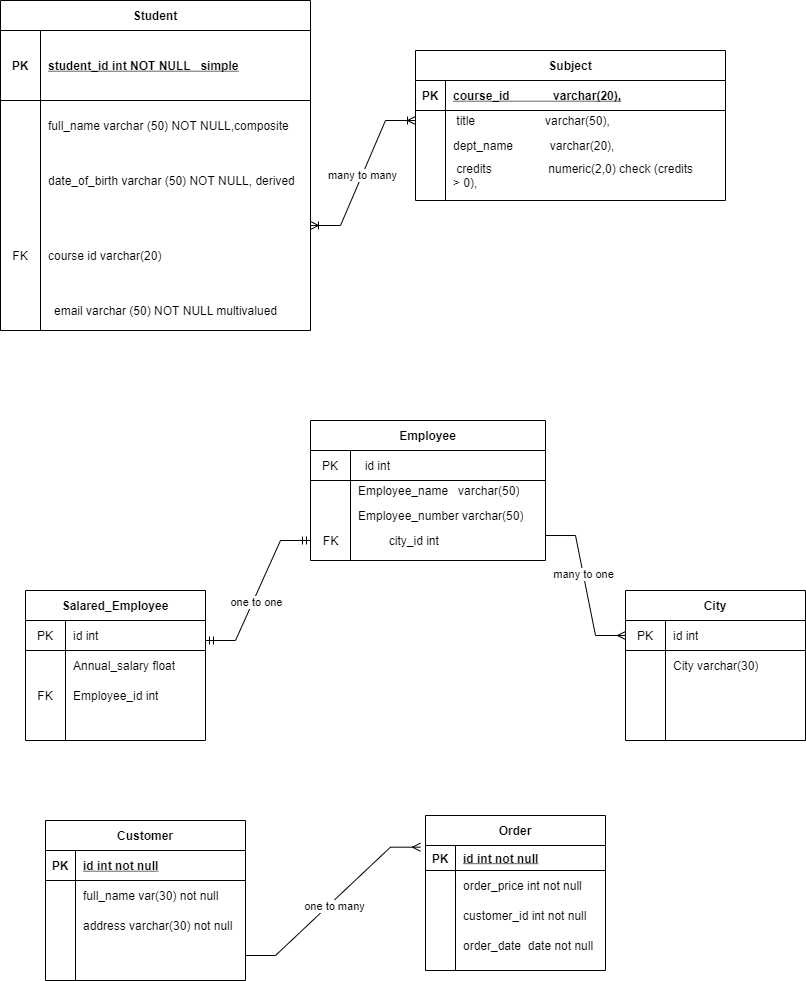 Student
PK student_id int NOT NULL simple
full_name varchar (50) NOT NULL,composite
date_of_birth varchar (50) NOT NULL, derived
FK course id varchar(20)
email varchar (50) NOT NULL multivalued
many to many
Subject
PK course_id varchar(20),
title varchar(50),
dept_name varchar(20),
credits numeric(2,0) check (credits
> 0),
Employee
PK id int
Employee_name varchar(50)
Employee_number varchar(50)
FK city_id int
one to one
many to one
Salared_Employee
PK id int
Annual_salary float
FK Employee_id int
City
PK id int
City varchar(30)
Customer
PK id int not null
full_name var(30) not null
address varchar(30) not null
one to many
Order
PK id int not null
order_price int not null
customer_id int not null
order_date date not null